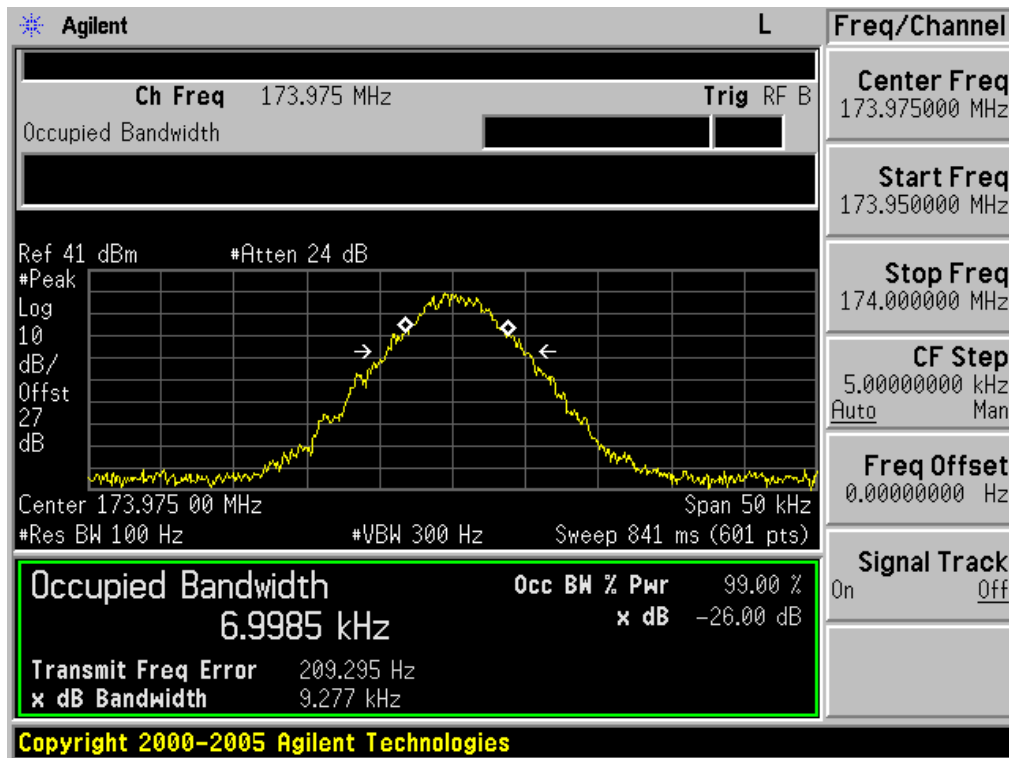 Agilent L
Ch Freq 173.975 MHz Trig RF B
Occupied Bandwidth
Ref 41 dBm #Atten 24 dB
#Peak
Log
10
dB/
Offst
27
dB
Center 173.975 00 MHz Span 50 kHz
#Res BW 100 Hz #VBW 300 Hz Sweep 841 ms (601 pts)
Occupied Bandwidth Occ BW % Pwr 99.00 %
6.9985 kHz x dB -26.00 dB
Transmit Freq Error 209.295 Hz
x dB Bandwidth 9.277 kHz
Copyright 2000-2005 Agilent Technologies
Freq/Channel
Center Freq
173.975000 MHz
Start Freq
173.950000 MHz
Stop Freq
174.000000 MHz
CF Step
5.00000000 kHz
Auto Man
Freq Offset
0.00000000 Hz
Signal Track
On Off